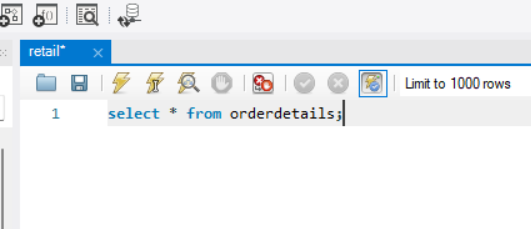 retail*
Limit to 1000 rows
1 select * from orderdetails;